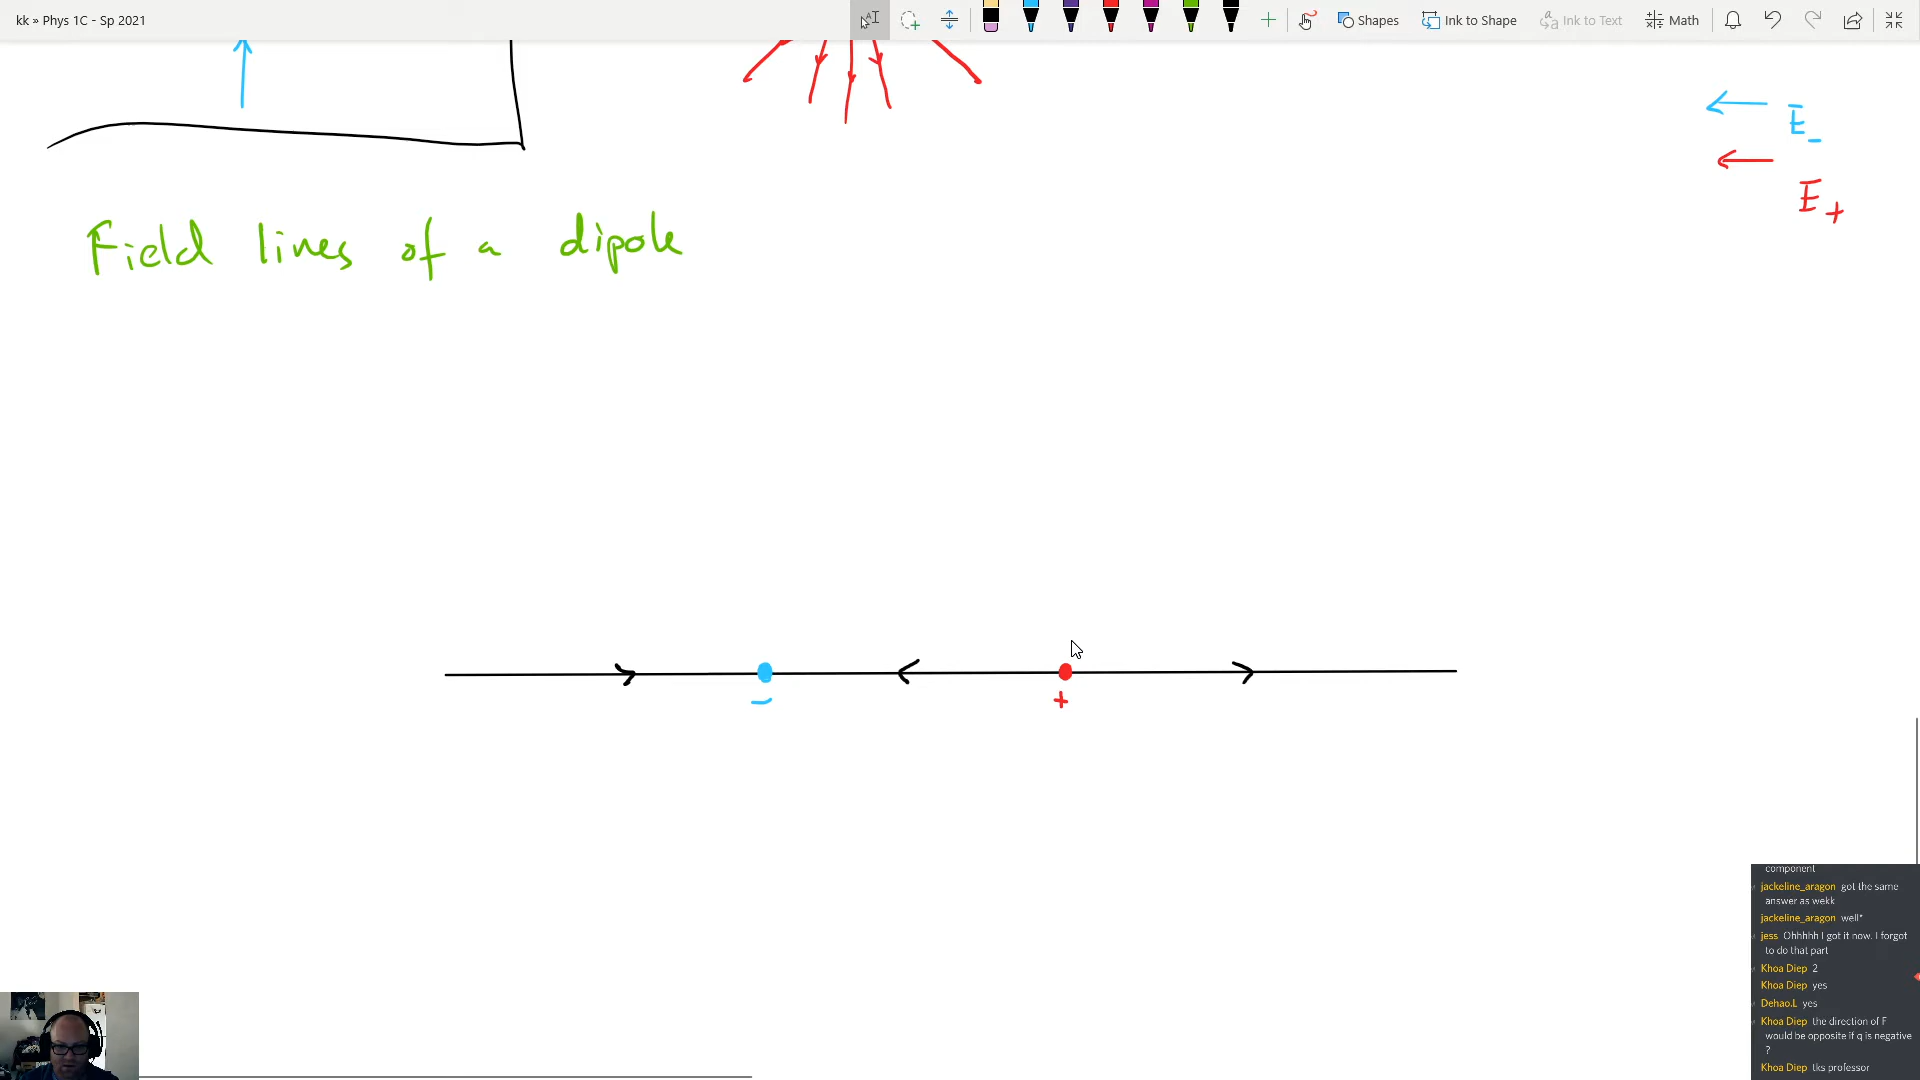 kk » Phys 1C - Sp 2021
Shapes
Ink to Shape
Ink to Text
Math
E_
E+
Field lines of a dipole
−
+
component
jackeline_aragon got the same
answer as wekk
jackeline_aragon well*
jess Ohhhhh I got it now. I forgot
to do that part
Khoa Diep 2
Khoa Diep yes
Dehao.L yes
Khoa Diep the direction of F
would be opposite if q is negative
?
Khoa Diep tks professor